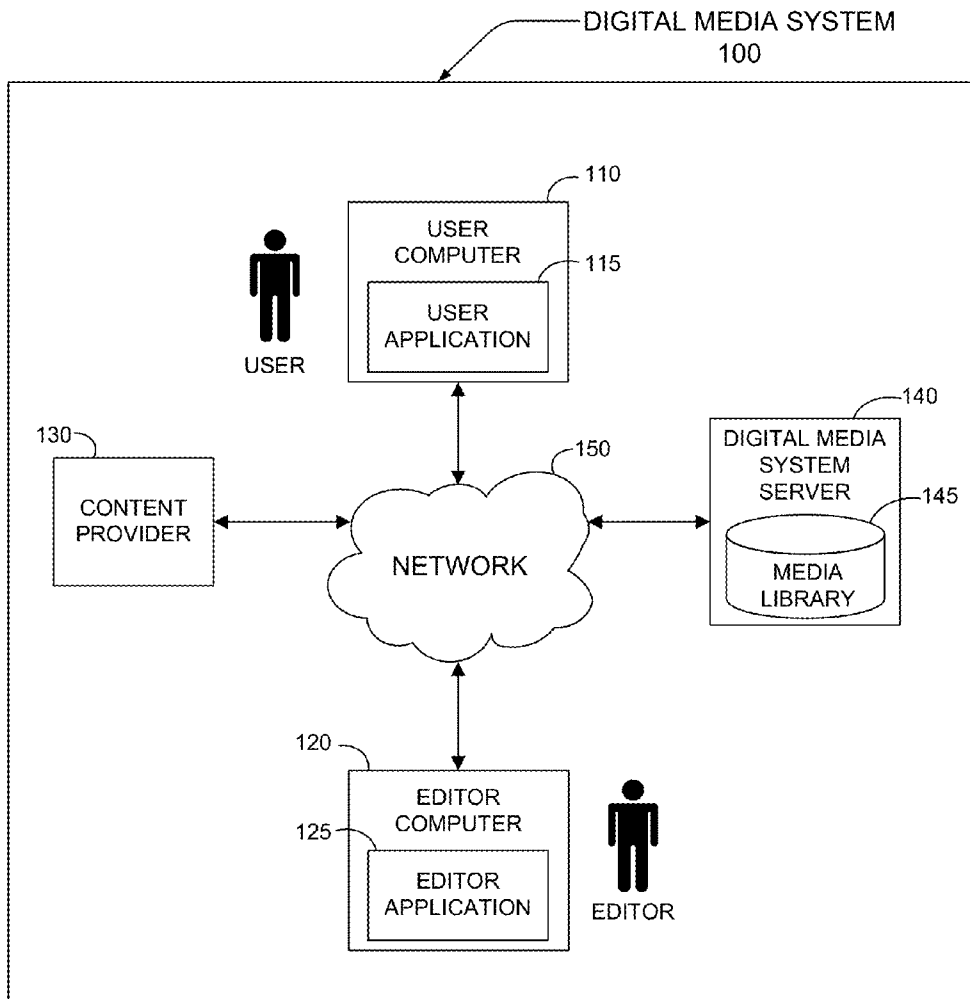 DIGITAL MEDIA SYSTEM
100
110
USER
COMPUTER
115
USER
APPLICATION
USER
130
CONTENT
PROVIDER
150
NETWORK
140
DIGITAL MEDIA
SYSTEM
SERVER
145
MEDIA
LIBRARY
120
EDITOR
COMPUTER
125
EDITOR
APPLICATION
EDITOR